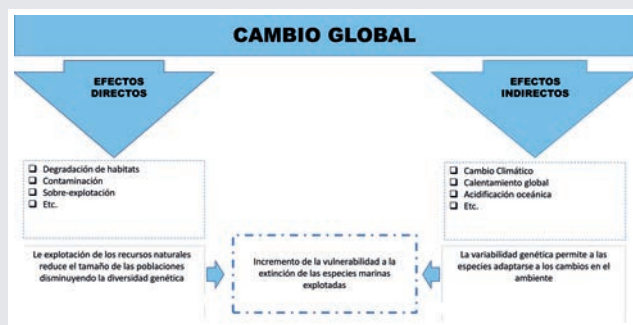 CAMBIO GLOBAL
EFECTOS
DIRECTOS
Degradación de habitats
Contaminación
Sobre-explotación
Etc.
La explotación de los recursos naturales
reduce el tamaño de las poblaciones
disminuyendo la diversidad genética
Incremento de la vulnerabilidad a la
extinción de las especies marinas
explotadas
EFECTOS
INDIRECTOS
Cambio Climático
Calentamiento global
Acidificación oceánica
Etc.
La variabilidad genética permite a las
especies adaptarse a los cambios en el
ambiente